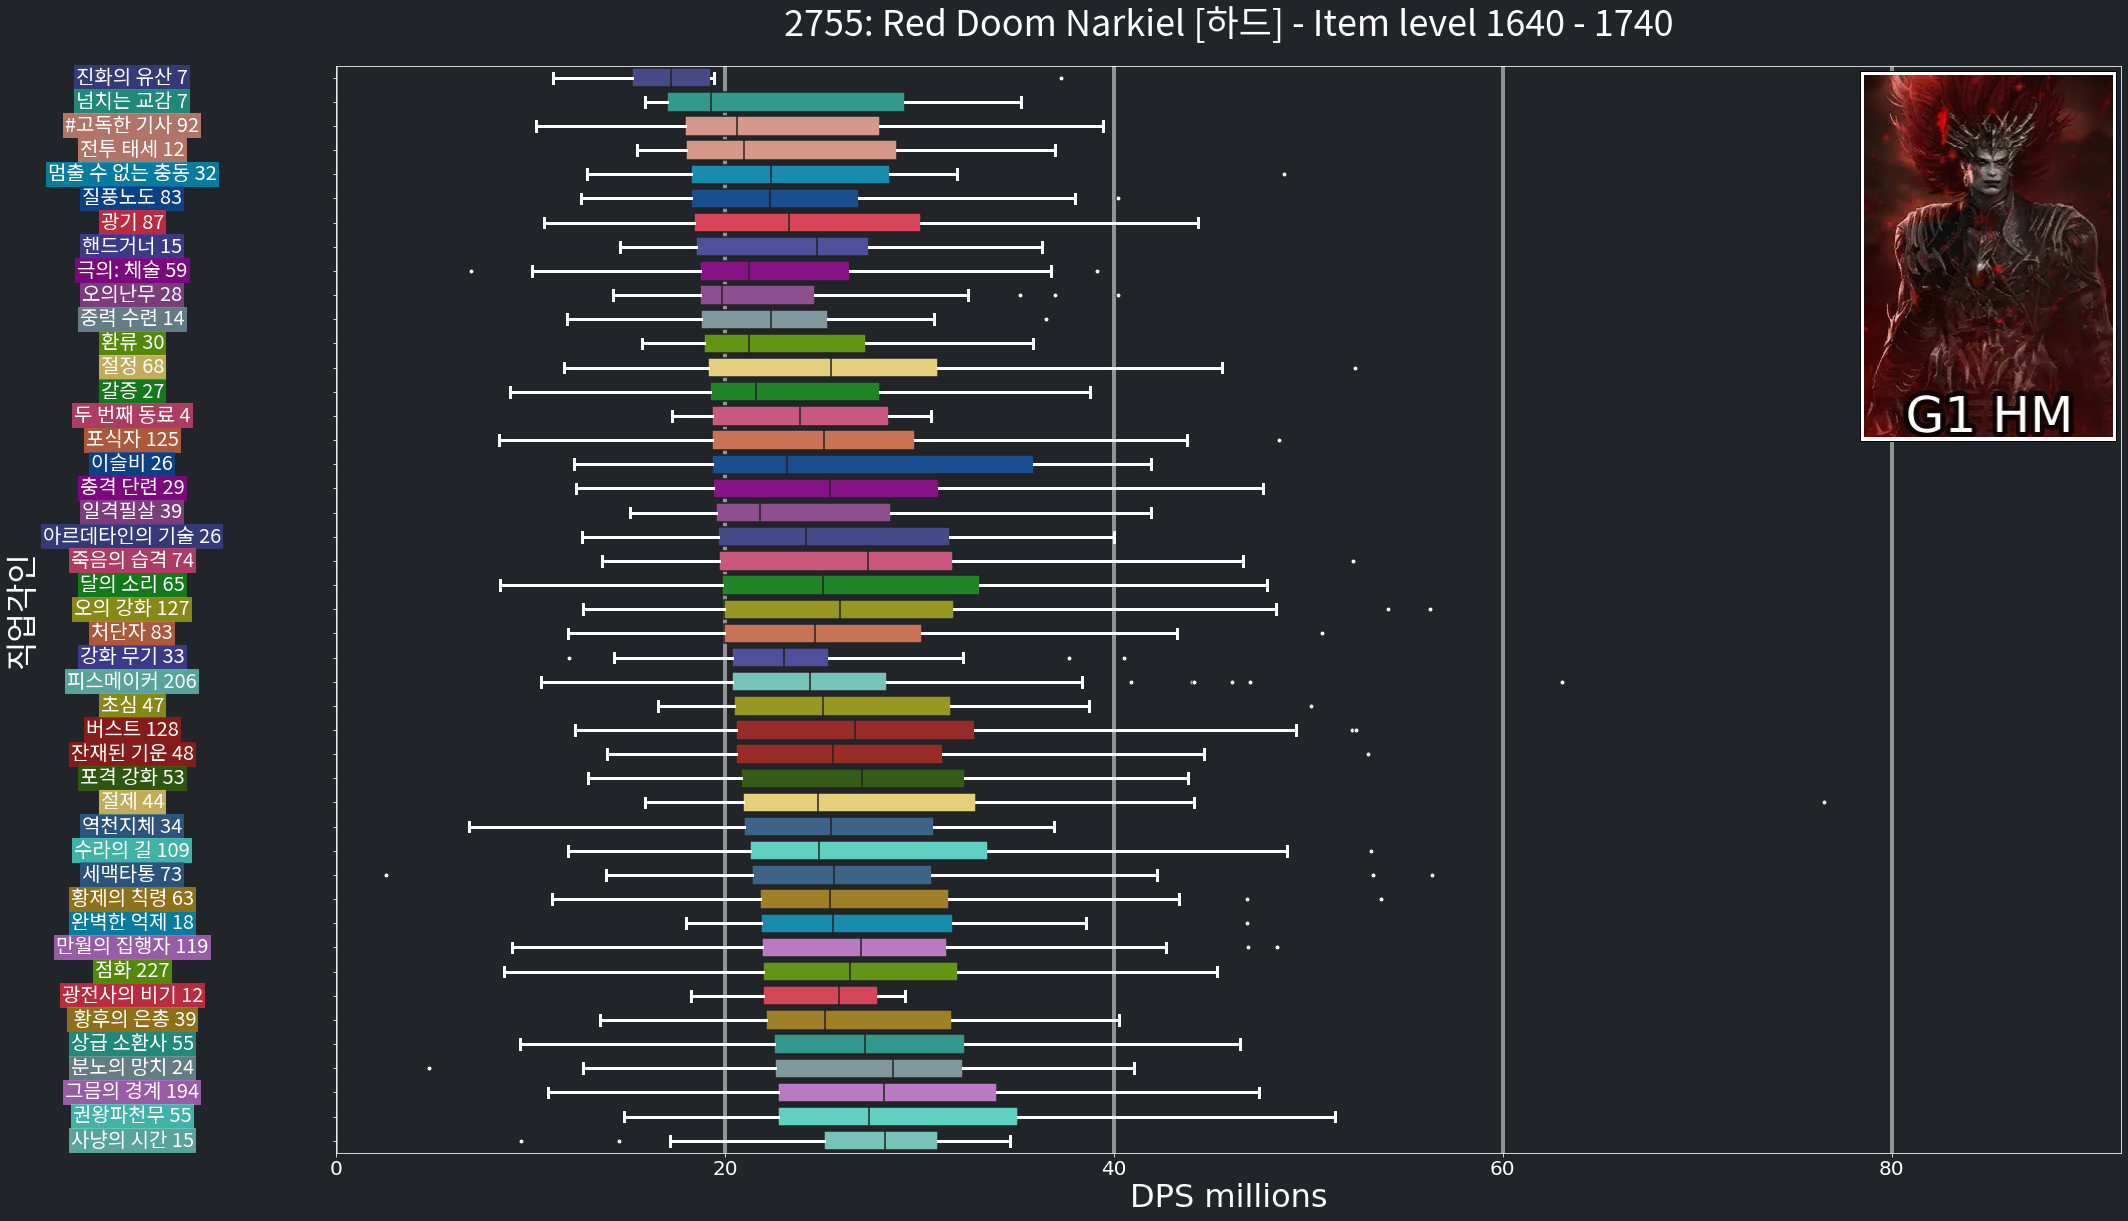 2755: Red Doom Narkiel [하드] - Item level 1640 - 1740
진화의 유산 7
넘치는 교감 7
#고독한 기사 92
전투 태세 12
멈출 수 없는 충동 32
질풍노도 83
광기 87
핸드거너 15
극의: 체술 59
오의난무 28
중력 수련 14
환류 30
절정 68
갈증 27
두 번째 동료 4
포식자 125
이슬비 26
충격 단련 29
일격필살 39
아르데타인의 기술 26
죽음의 습격 74
달의 소리 65
오의 강화 127
처단자 83
강화 무기 33
피스메이커 206
초심 47
버스트 128
잔재된 기운 48
포격 강화 53
절제 44
역천지체 34
수라의 길 109
세맥타통 73
황제의 칙령 63
완벽한 억제 18
만월의 집행자 119
점화 227
광전사의 비기 12
황후의 은총 39
상급 소환사 55
분노의 망치 24
그믐의 경계 194
권왕파천무 55
사냥의 시간 15
직업각인
G1 HM
0 20 40 60 80
DPS millions